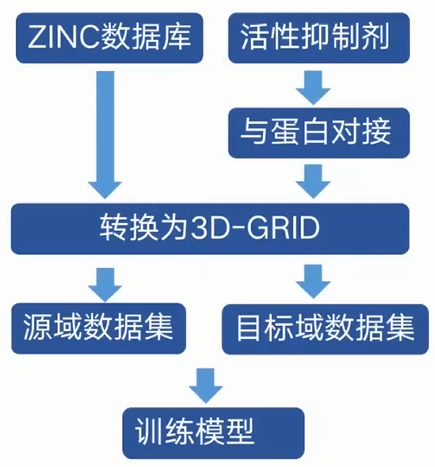 ZINC数据库
活性抑制剂
与蛋白对接
转换为3D-GRID
源域数据集
目标域数据集
训练模型